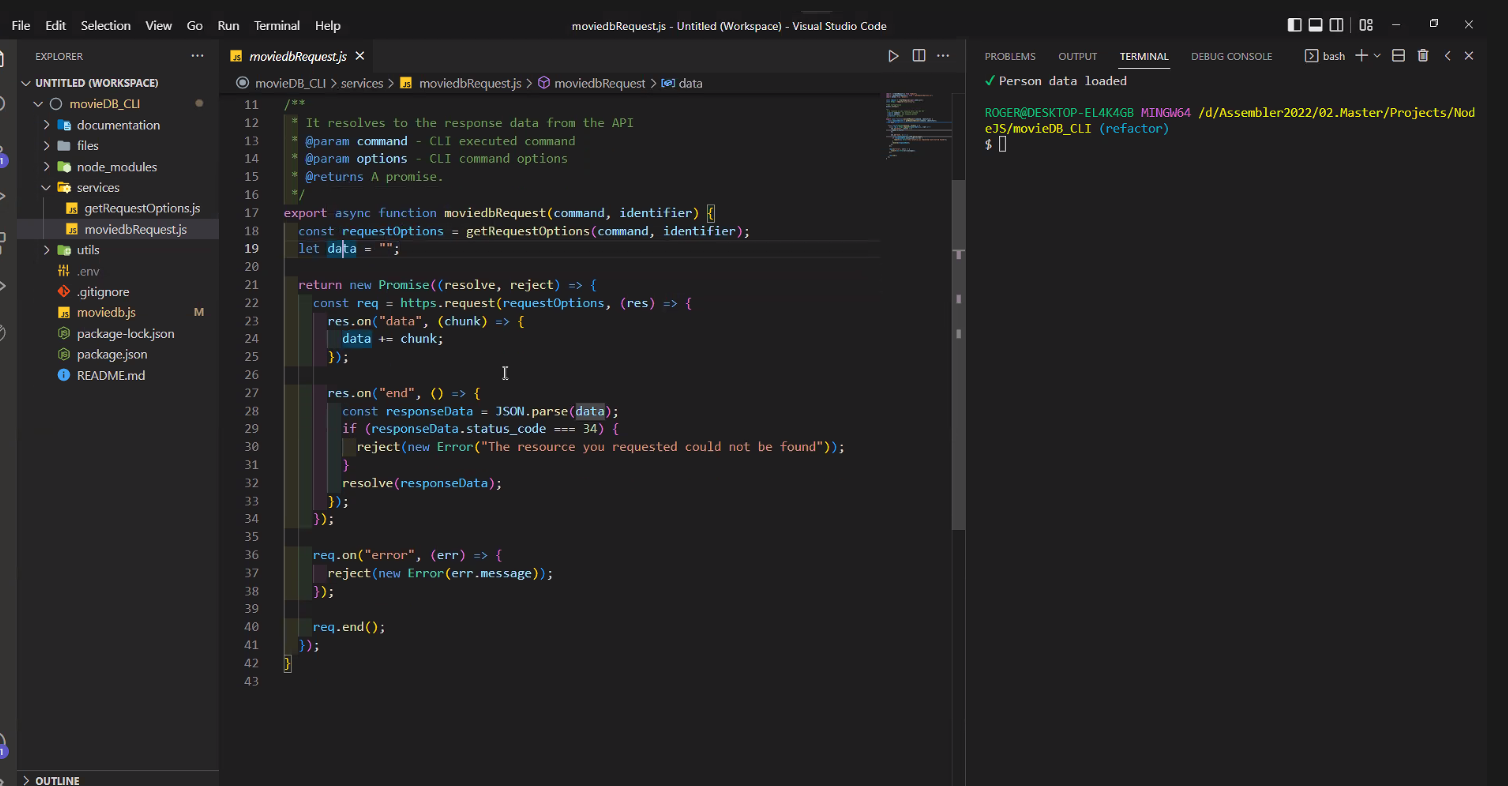 File Edit Selection View Go Run Terminal Help
moviedbRequest.js - Untitled (Workspace) - Visual Studio Code
EXPLORER
UNTITLED (WORKSPACE)
movieDB_CLI
documentation
files
node_modules
services
JS getRequestOptions.js
JS moviedbRequest.js
utils
.env
.gitignore
JS moviedb.js M
package-lock.json
package.json
README.md
OUTLINE
1
1
JS moviedbRequest.js
movieDB_CLI > services > JS moviedbRequest.js > moviedbRequest > data
11 /**
12 * It resolves to the response data from the API
13 * @param command - CLI executed command
14 * @param options - CLI command options
15 * @returns A promise.
16 */
17 export async function moviedbRequest(command, identifier) {
18 const requestOptions = getRequestOptions(command, identifier);
19 let data = "";
20
21 return new Promise((resolve, reject) => {
22 const req = https.request(requestOptions, (res) => {
23 res.on("data", (chunk) => {
24 data += chunk;
25 });
26
27 res.on("end", () => {
28 const responseData = JSON.parse(data);
29 if (responseData.status_code === 34) {
30 reject(new Error("The resource you requested could not be found"));
31 }
32 resolve(responseData);
33 });
34 });
35
36 req.on("error", (err) => {
37 reject(new Error(err.message));
38 });
39
40 req.end();
41 });
42 }
43
PROBLEMS OUTPUT TERMINAL DEBUG CONSOLE bash
✓ Person data loaded
ROGER@DESKTOP-EL4K4GB MINGW64 /d/Assembler2022/02.Master/Projects/Nod
eJS/movieDB_CLI (refactor)
$